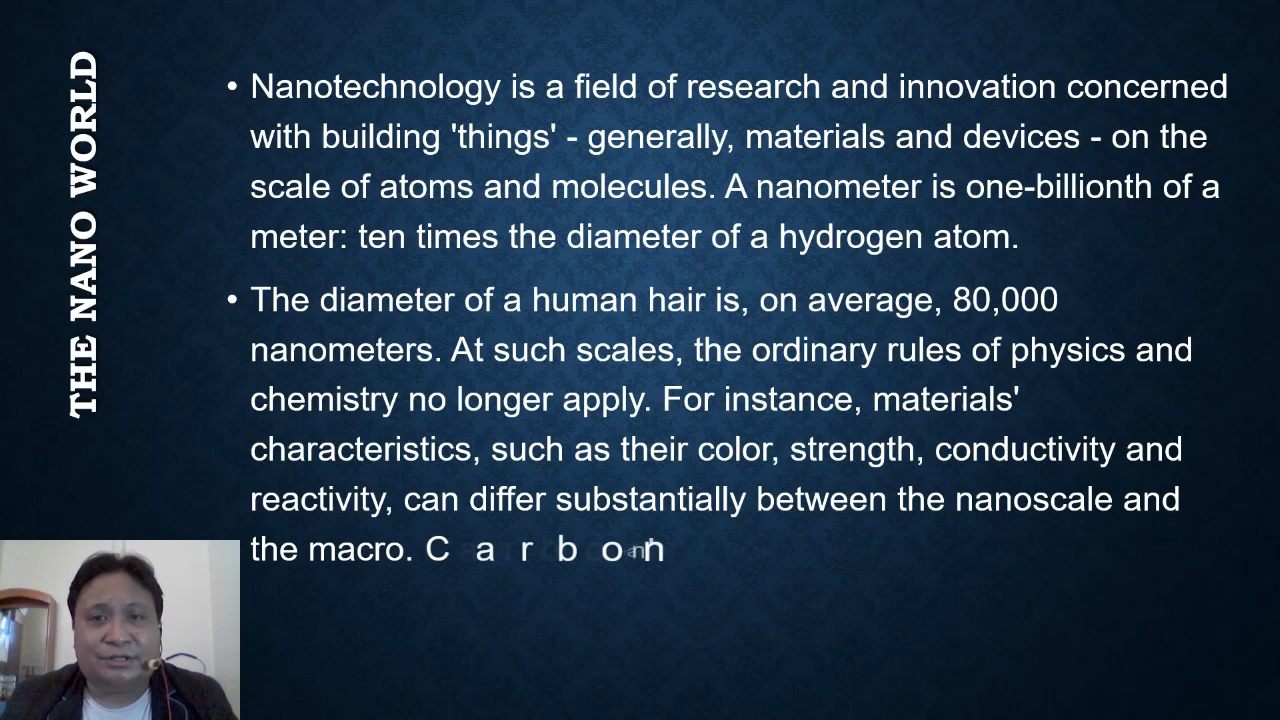 THE NANO WORLD
• Nanotechnology is a field of research and innovation concerned
with building 'things' - generally, materials and devices - on the
scale of atoms and molecules. A nanometer is one-billionth of a
meter: ten times the diameter of a hydrogen atom.
• The diameter of a human hair is, on average, 80,000
nanometers. At such scales, the ordinary rules of physics and
chemistry no longer apply. For instance, materials'
characteristics, such as their color, strength, conductivity and
reactivity, can differ substantially between the nanoscale and
the macro. C a r b o n